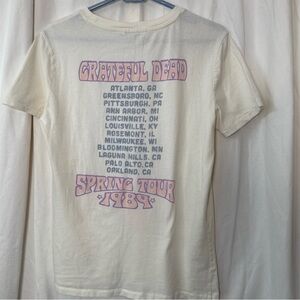 GRATEFUL DEAD
ATLANTA, GA
GREENSBORO, NC
PITTSBURGH, PA
ANN ARBOR, MI
CINCINNATI, OH
LOUISVILLE, KY
ROSEMONT, IL
MILWAUKEE, WI
BLOOMINGTON, MN
LAGUNA HILLS, CA
PALO ALTO, CA
OAKLAND, CA
SPRING TOUR
·1989·